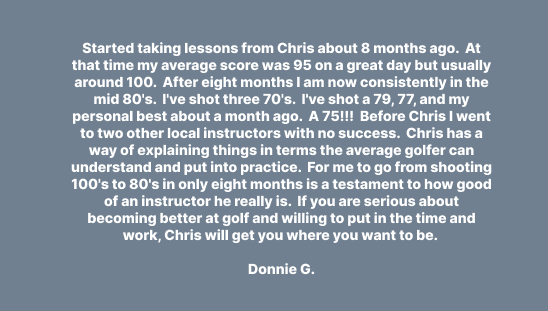 Started taking lessons from Chris about 8 months ago.  At
that time my average score was 95 on a great day but usually
around 100.  After eight months I am now consistently in the
mid 80's.  I've shot three 70's.  I've shot a 79, 77, and my
personal best about a month ago.  A 75!!!  Before Chris I went
to two other local instructors with no success.  Chris has a
way of explaining things in terms the average golfer can
understand and put into practice.  For me to go from shooting
100's to 80's in only eight months is a testament to how good
of an instructor he really is.  If you are serious about
becoming better at golf and willing to put in the time and
work, Chris will get you where you want to be.
Donnie G.